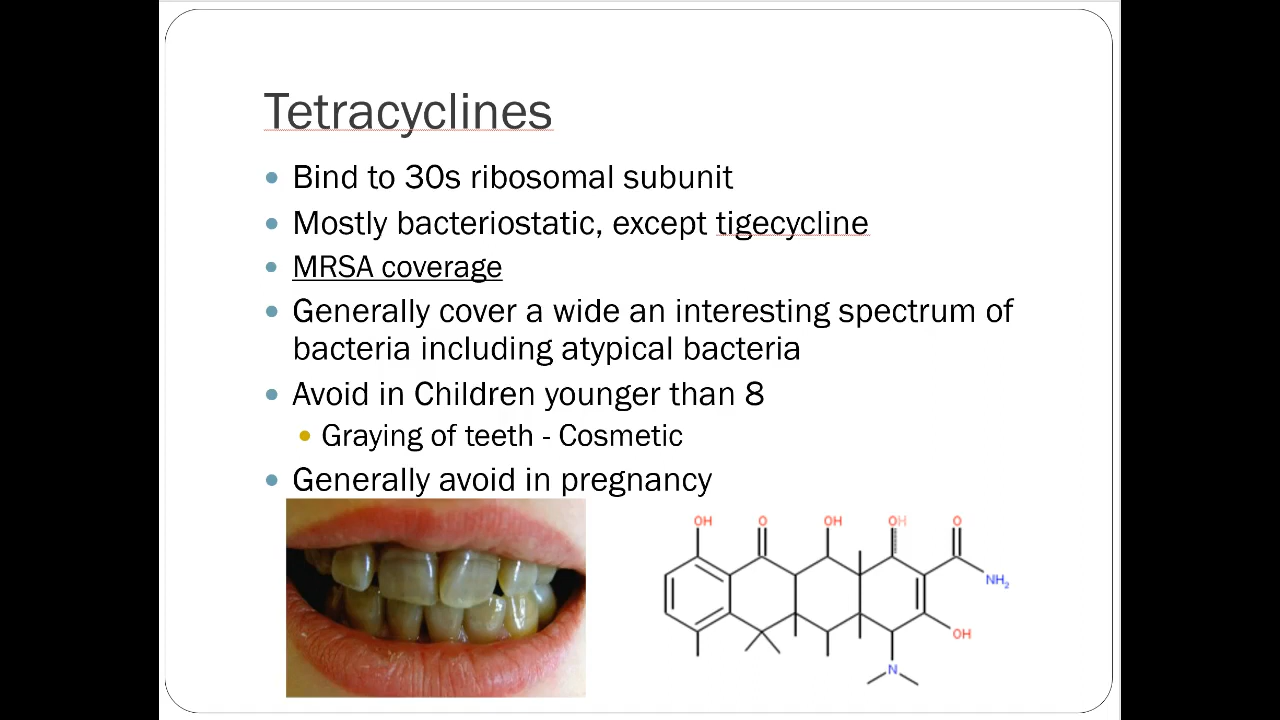 Tetracyclines
Bind to 30s ribosomal subunit
Mostly bacteriostatic, except tigecycline
MRSA coverage
Generally cover a wide an interesting spectrum of
bacteria including atypical bacteria
Avoid in Children younger than 8
Graying of teeth - Cosmetic
Generally avoid in pregnancy
OH O OH OH O
NH₂
OH
N